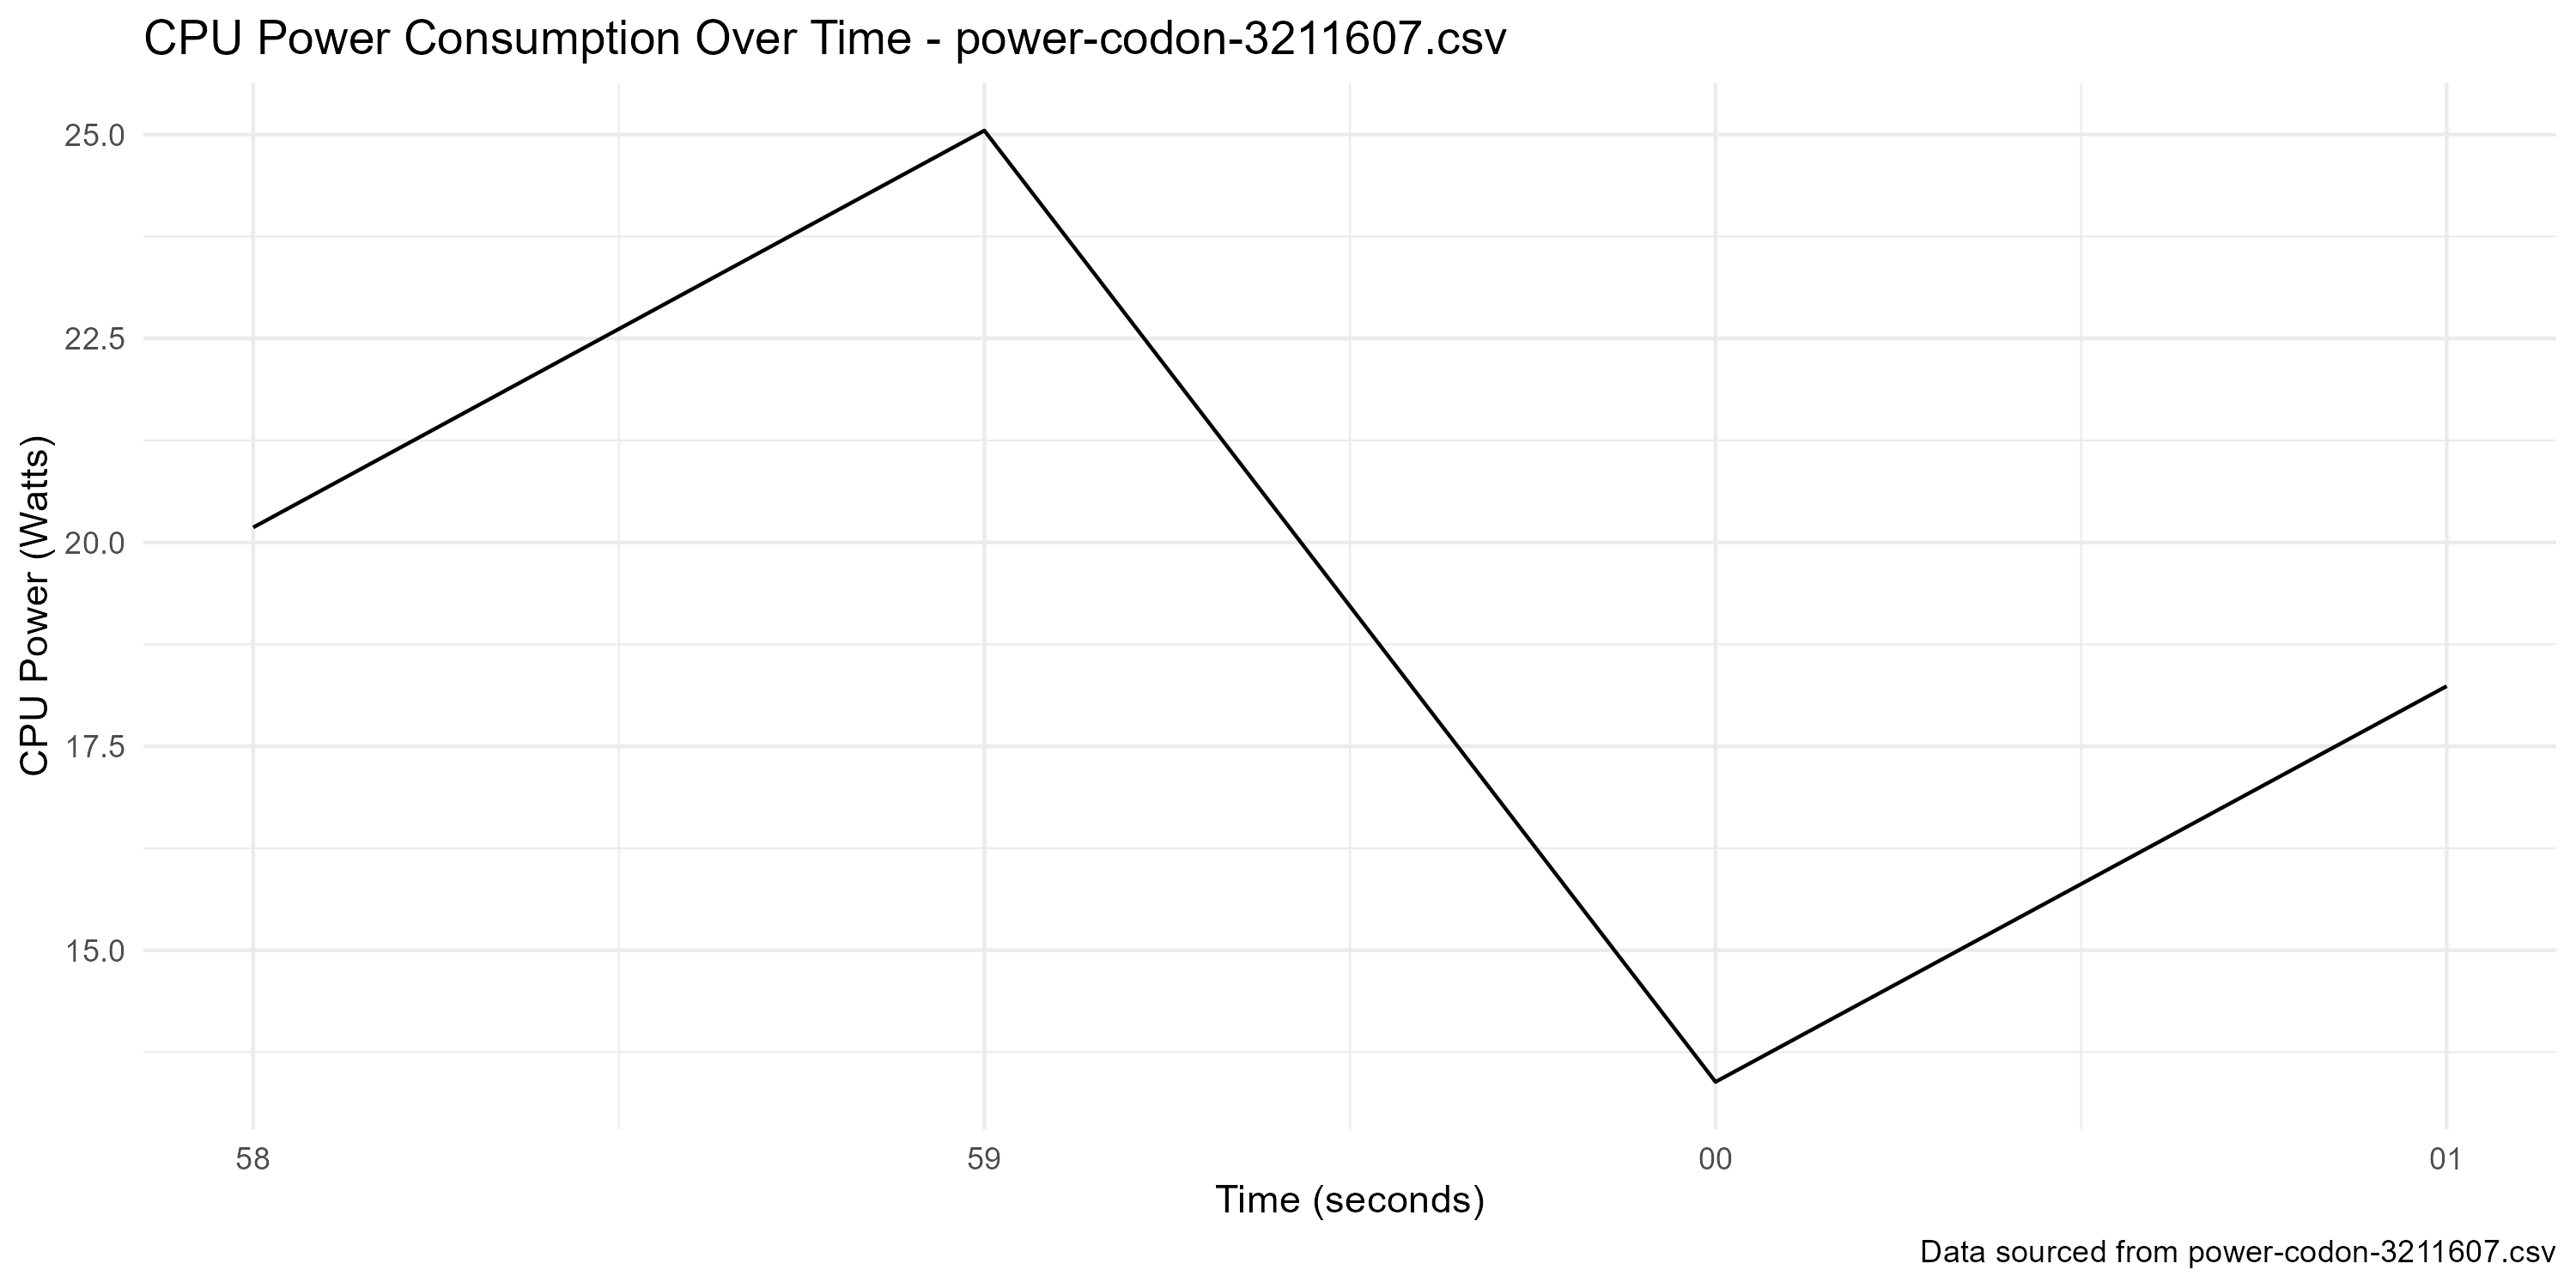 CPU Power Consumption Over Time - power-codon-3211607.csv
CPU Power (Watts)
25.0
22.5
20.0
17.5
15.0
58
59
00
01
Time (seconds)
Data sourced from power-codon-3211607.csv